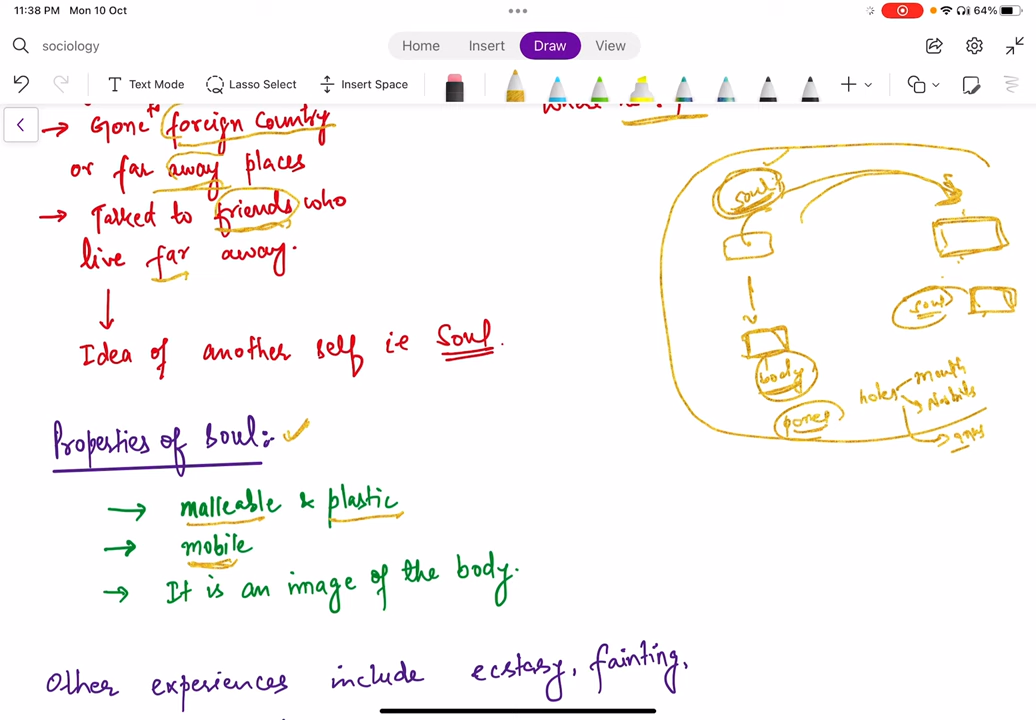 11:38 PM Mon 10 Oct
64%
sociology
Home Insert Draw View
Text Mode Lasso Select Insert Space
→ Gone to foreign country
or far away places
→ Talked to friends who
live far away.
Idea of another self ie Soul.
Properties of soul:
→ malleable & plastic
→ mobile
→ It is an image of the body.
Other experiences include ecstasy, fainting,
soul
soul
body
holes mouth
Nostrils